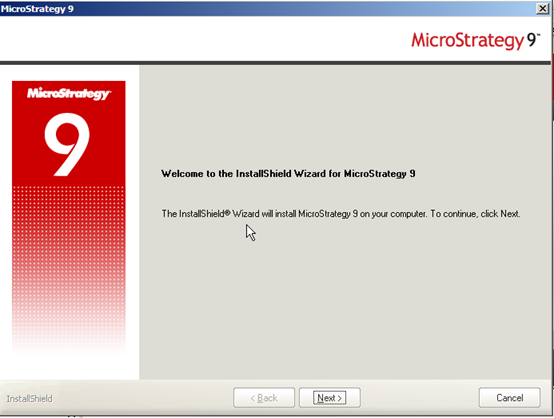 MicroStrategy 9
MicroStrategy 9™
MicroStrategy
9
Welcome to the InstallShield Wizard for MicroStrategy 9
The InstallShield® Wizard will install MicroStrategy 9 on your computer. To continue, click Next.
InstallShield
< Back
Next >
Cancel